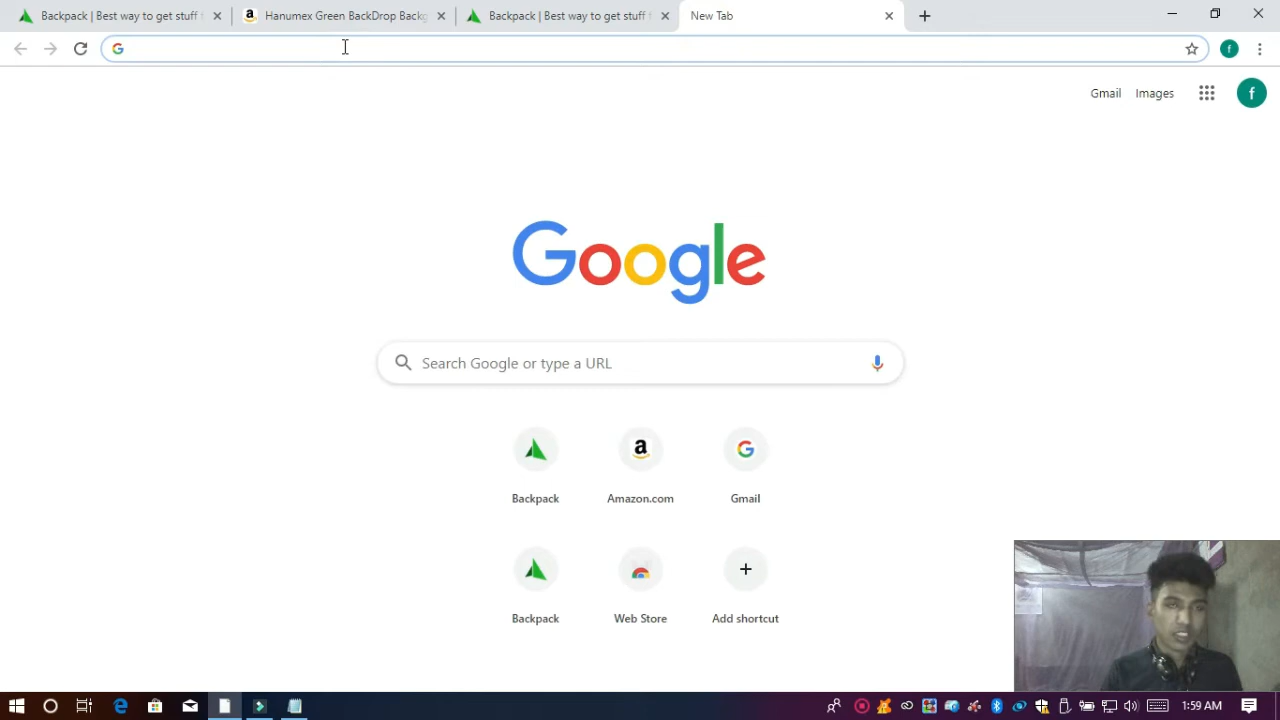 Backpack | Best way to get stuff f
Hanumex Green BackDrop Backg
Backpack | Best way to get stuff f
New Tab
Gmail Images
f
Google
Search Google or type a URL
Backpack Amazon.com Gmail
Backpack Web Store Add shortcut
1:59 AM